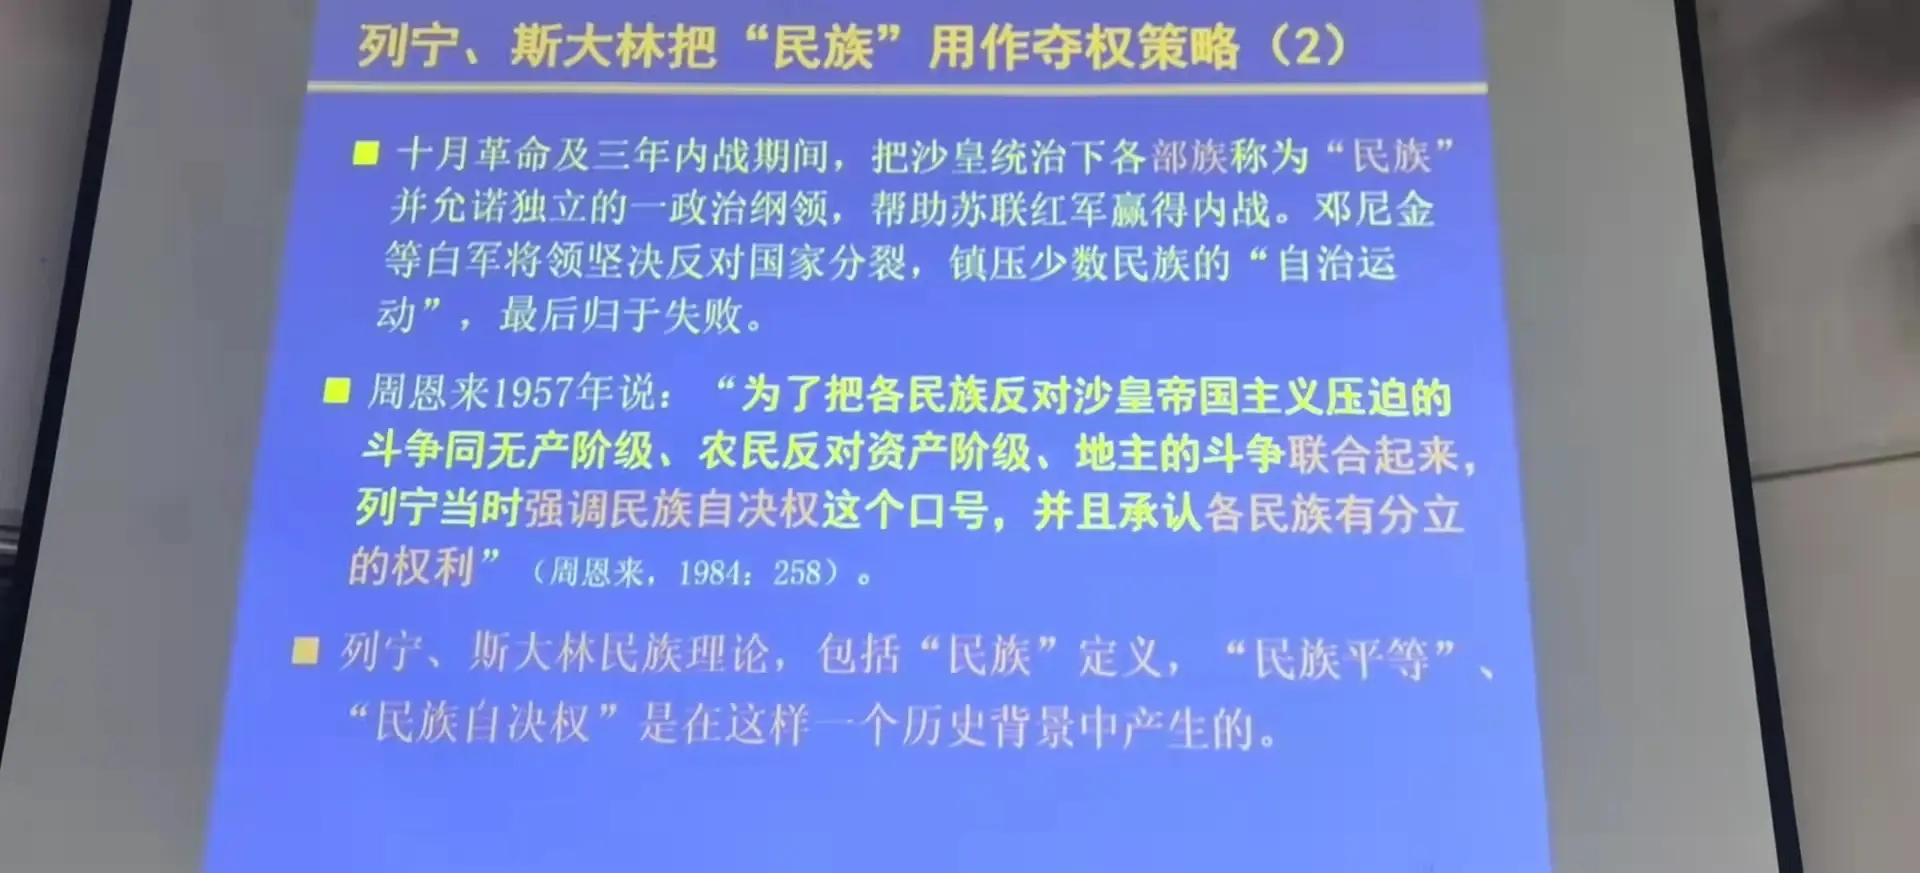 列宁、斯大林把“民族”用作夺权策略（2）
■ 十月革命及三年内战期间，把沙皇统治下各部族称为“民族”
并允诺独立的一政治纲领，帮助苏联红军赢得内战。邓尼金
等白军将领坚决反对国家分裂，镇压少数民族的“自治运
动”，最后归于失败。
■ 周恩来1957年说：“为了把各民族反对沙皇帝国主义压迫的
斗争同无产阶级、农民反对资产阶级、地主的斗争联合起来，
列宁当时强调民族自决权这个口号，并且承认各民族有分立
的权利”（周恩来，1984：258）。
■ 列宁、斯大林民族理论，包括“民族”定义，“民族平等”、
“民族自决权”是在这样一个历史背景中产生的。